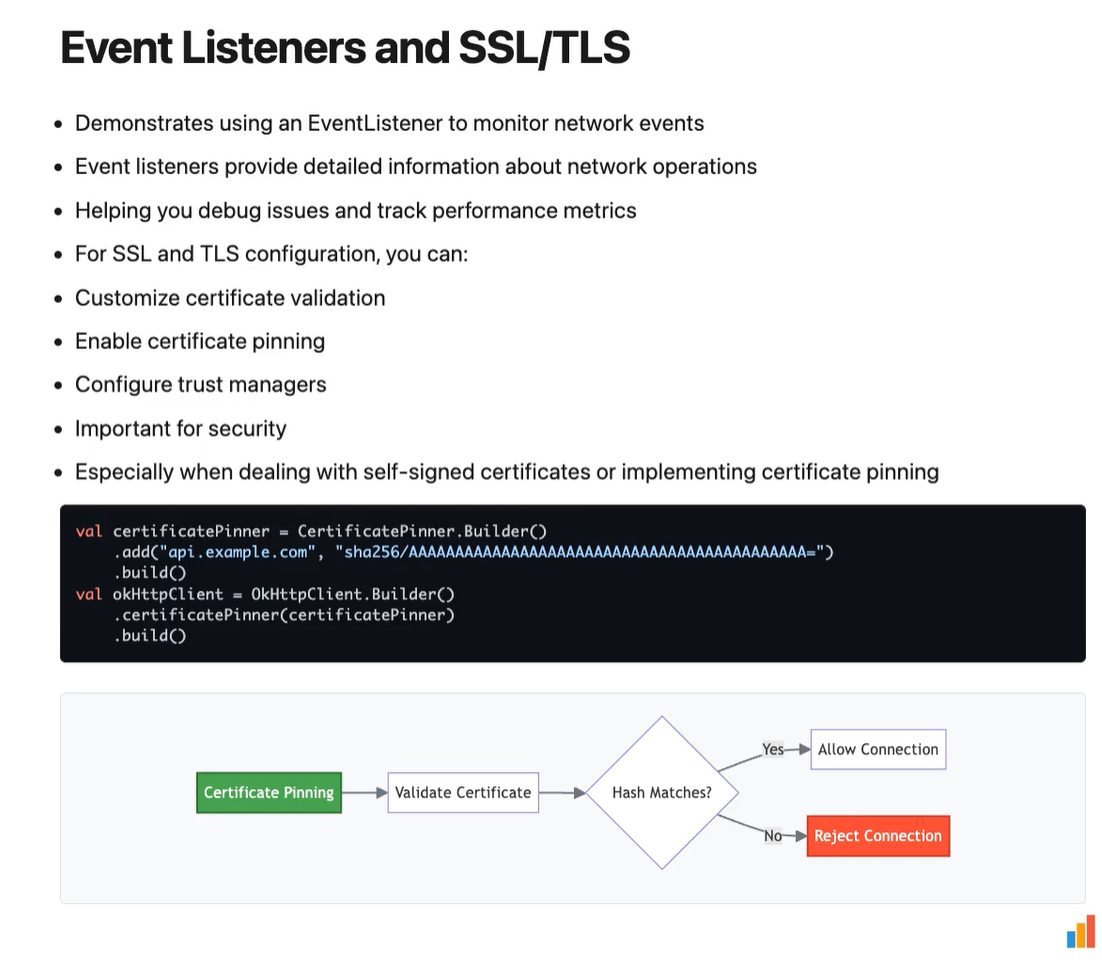 Event Listeners and SSL/TLS
• Demonstrates using an EventListener to monitor network events
• Event listeners provide detailed information about network operations
• Helping you debug issues and track performance metrics
• For SSL and TLS configuration, you can:
• Customize certificate validation
• Enable certificate pinning
• Configure trust managers
• Important for security
• Especially when dealing with self-signed certificates or implementing certificate pinning
val certificatePinner = CertificatePinner.Builder()
    .add("api.example.com", "sha256/AAAAAAAAAAAAAAAAAAAAAAAAAAAAAAAAAAAAAAAAAAA=")
    .build()
val okHttpClient = OkHttpClient.Builder()
    .certificatePinner(certificatePinner)
    .build()
Certificate Pinning
Validate Certificate
Hash Matches?
Yes
Allow Connection
No
Reject Connection